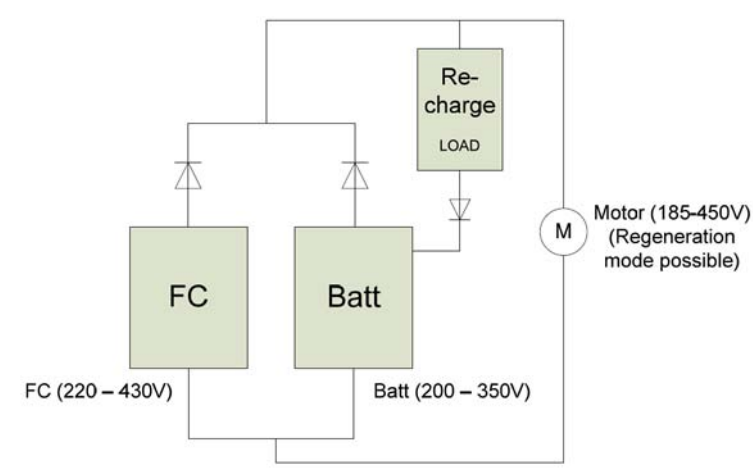 Re-
charge
LOAD
Motor (185-450V)
(Regeneration
mode possible)
M
FC
Batt
FC (220 – 430V)
Batt (200 – 350V)